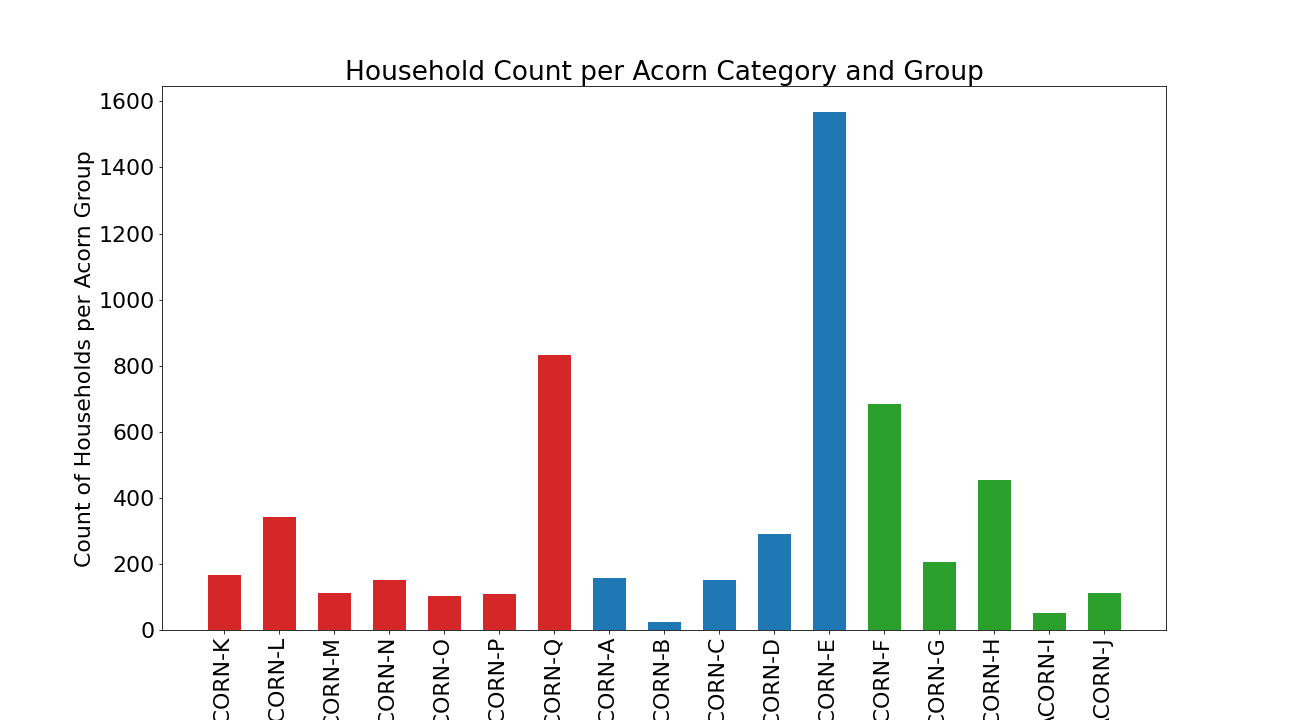 Household Count per Acorn Category and Group
Count of Households per Acorn Group
1600
1400
1200
1000
800
600
400
200
0
CORN-K
CORN-L
CORN-M
CORN-N
CORN-O
CORN-P
CORN-Q
CORN-A
CORN-B
CORN-C
CORN-D
CORN-E
CORN-F
CORN-G
CORN-H
ACORN-I
ACORN-J